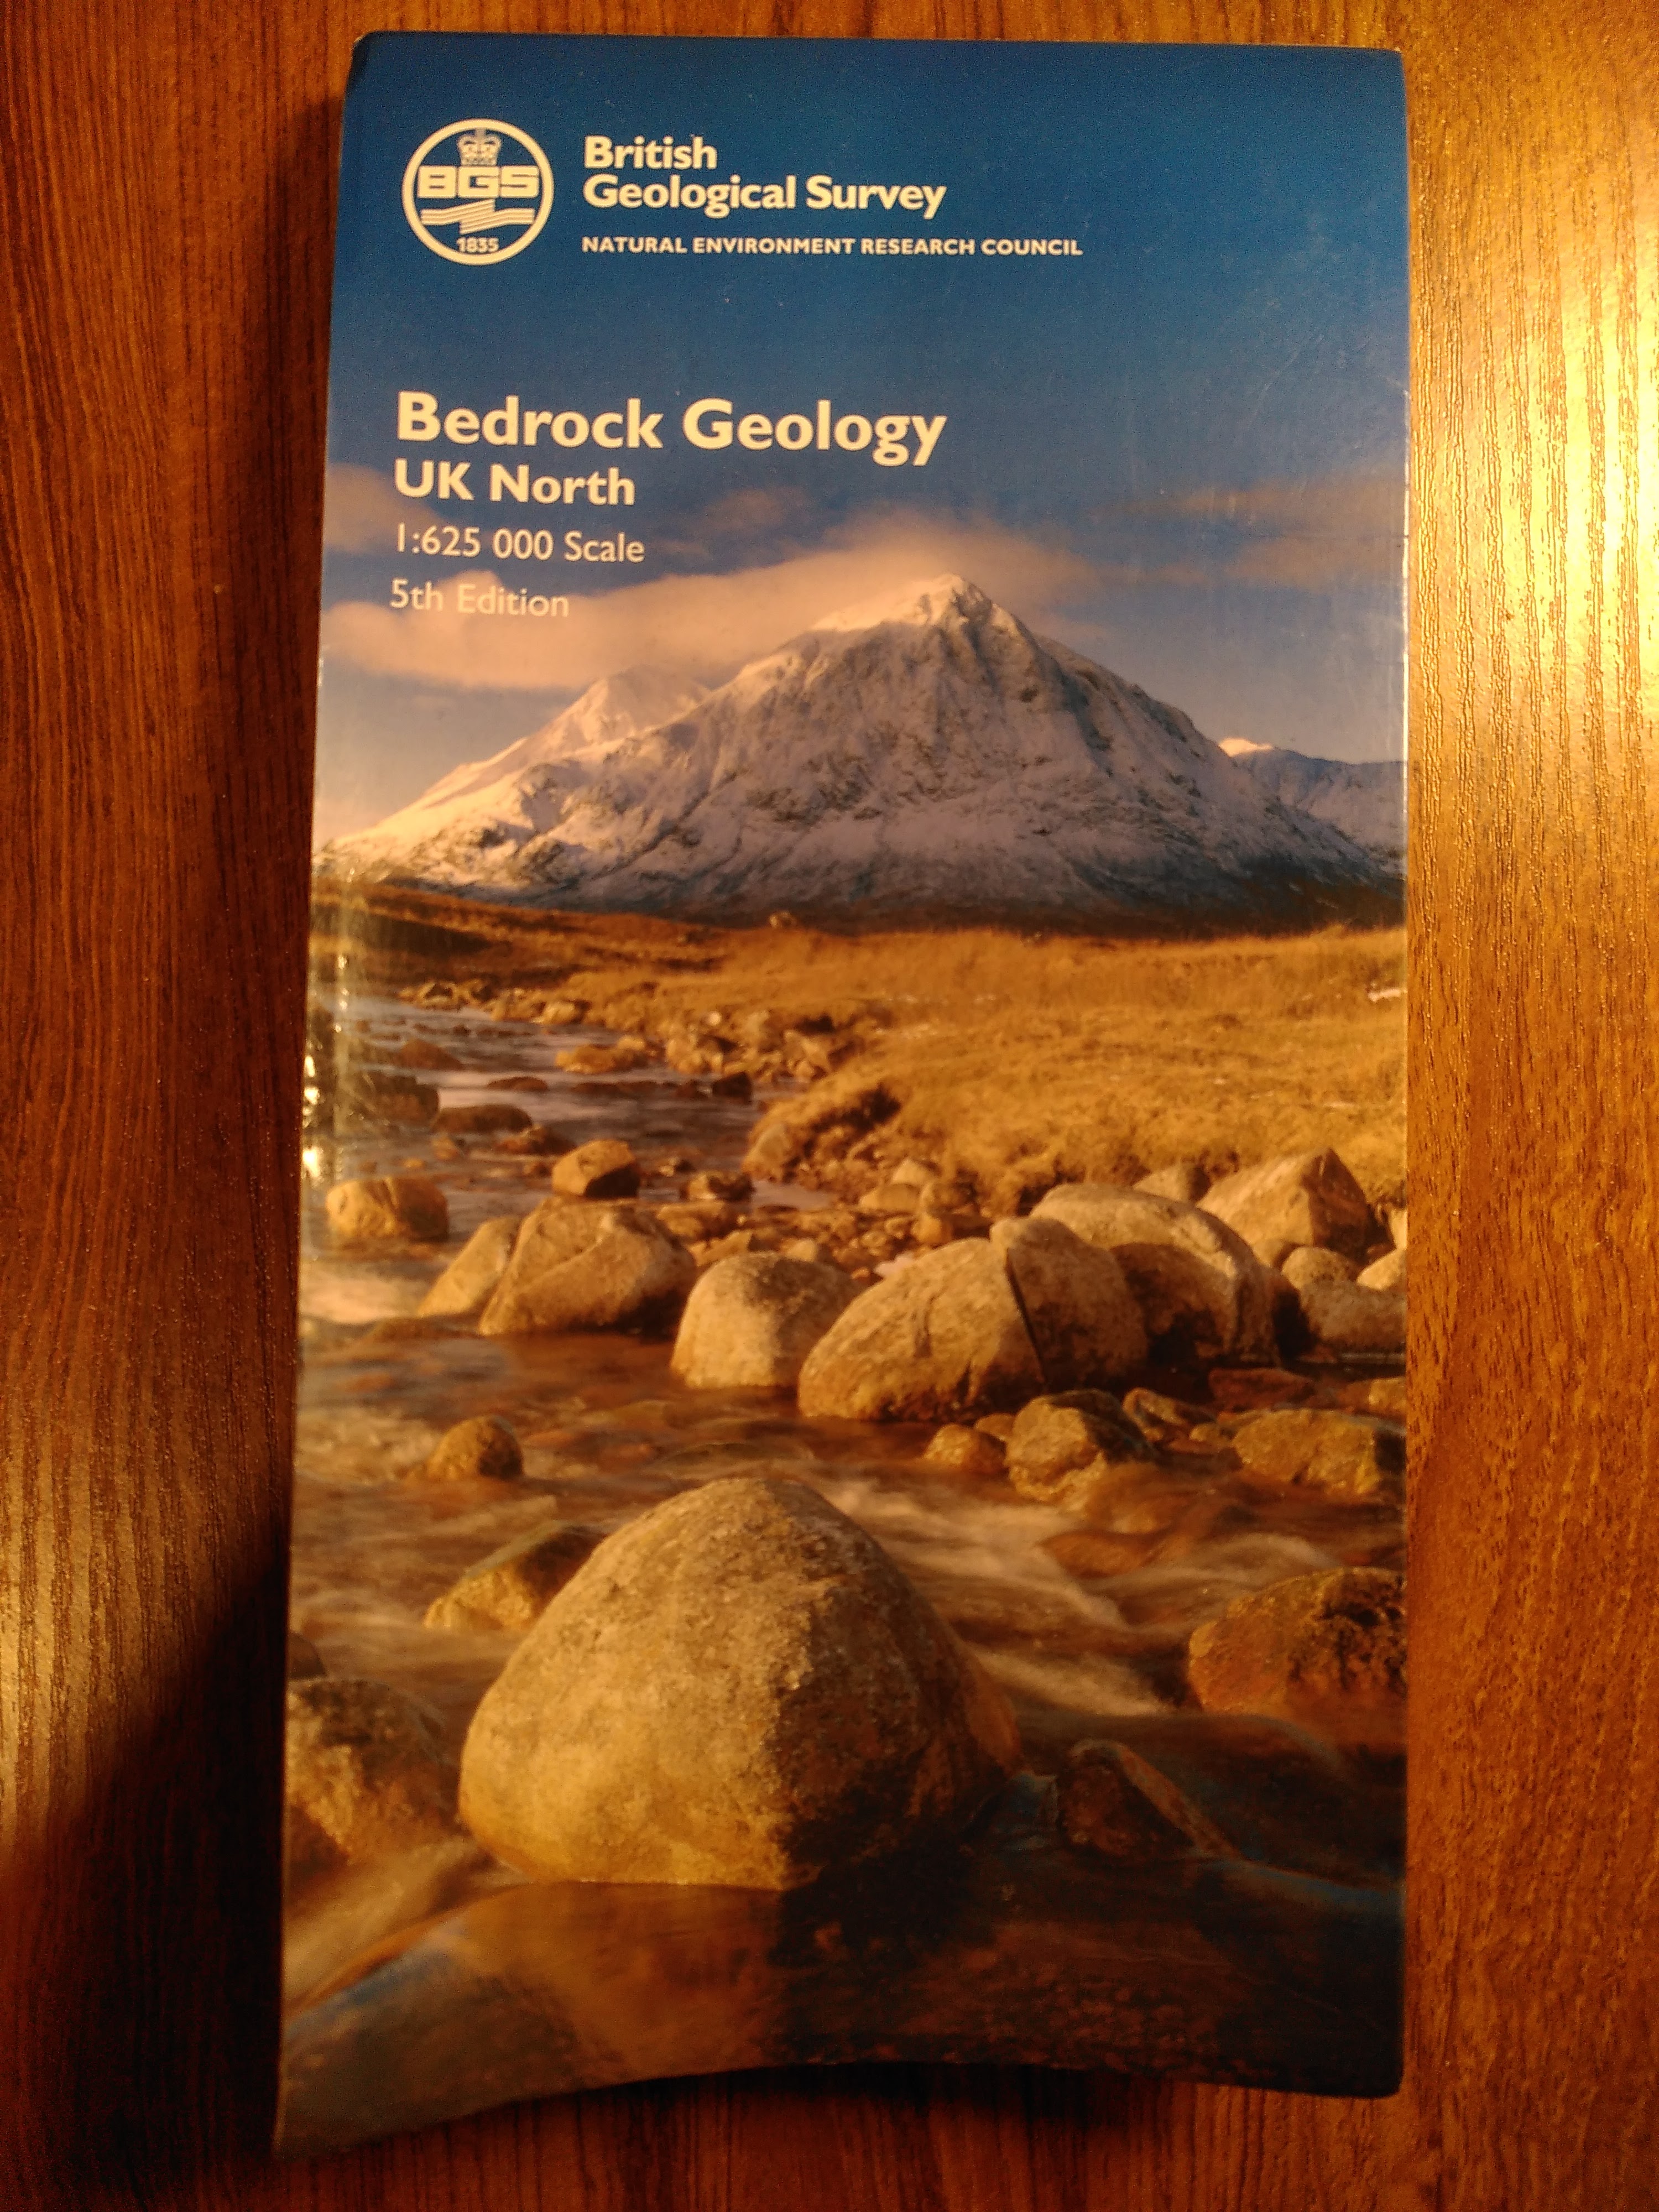 BGS
1835
British
Geological Survey
NATURAL ENVIRONMENT RESEARCH COUNCIL
Bedrock Geology
UK North
1:625 000 Scale
5th Edition